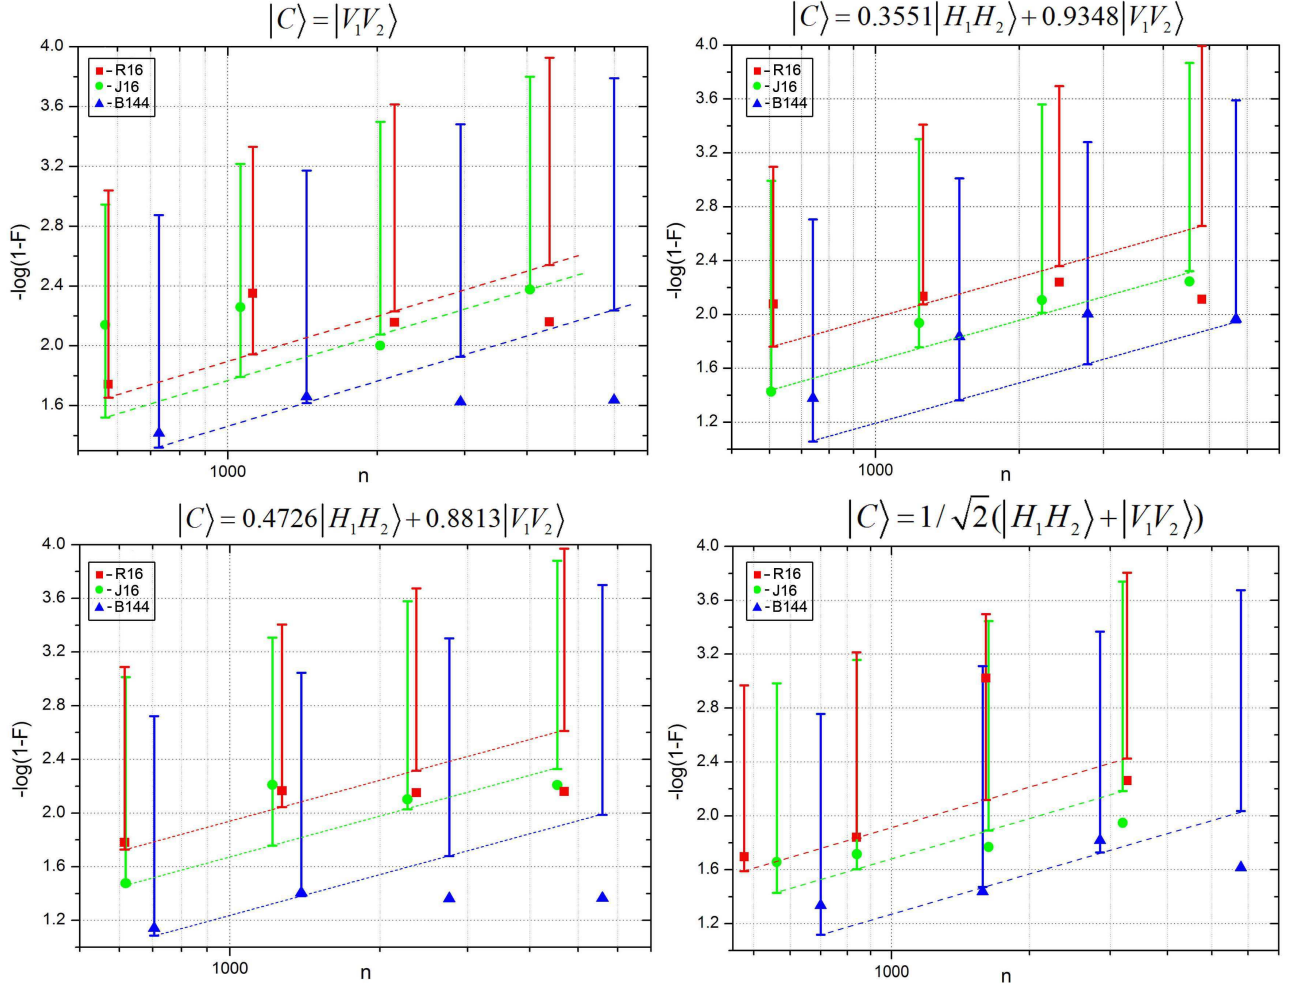 |C⟩ = |V₁V₂⟩
4.0
3.6
3.2
2.8
2.4
2.0
1.6
-log(1-F)
-R16
-J16
-B144
1000
n
|C⟩ = 0.3551|H₁H₂⟩ + 0.9348|V₁V₂⟩
4.0
3.6
3.2
2.8
2.4
2.0
1.6
1.2
-log(1-F)
-R16
-J16
-B144
1000
n
|C⟩ = 0.4726|H₁H₂⟩ + 0.8813|V₁V₂⟩
4.0
3.6
3.2
2.8
2.4
2.0
1.6
1.2
-log(1-F)
-R16
-J16
-B144
1000
n
|C⟩ = 1/√2(|H₁H₂⟩ + |V₁V₂⟩)
4.0
3.6
3.2
2.8
2.4
2.0
1.6
1.2
-log(1-F)
-R16
-J16
-B144
1000
n